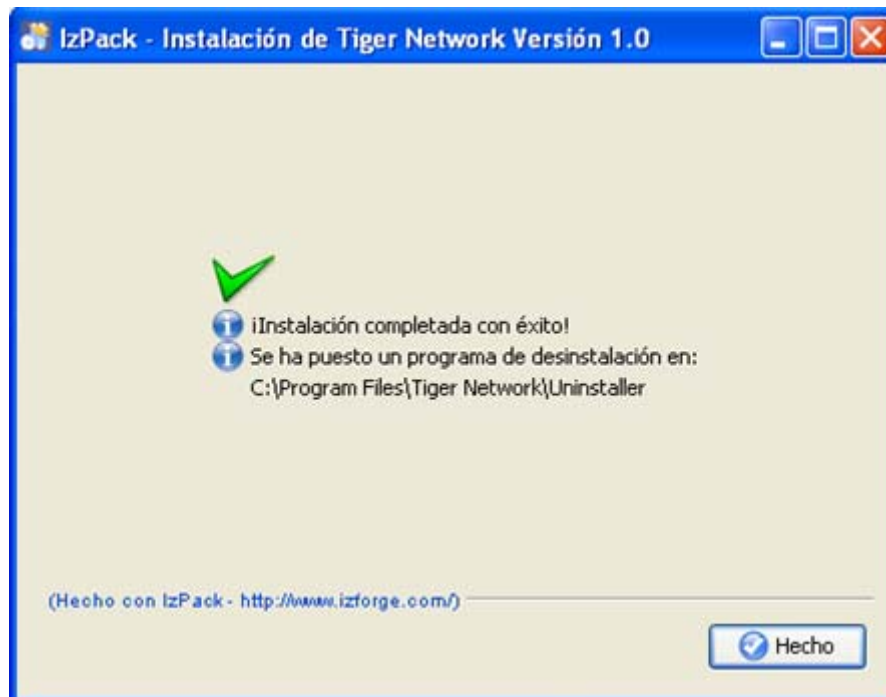 IzPack - Instalación de Tiger Network Versión 1.0
¡Instalación completada con éxito!
Se ha puesto un programa de desinstalación en:
C:\Program Files\Tiger Network\Uninstaller
(Hecho con IzPack - http://www.izforge.com/)
Hecho